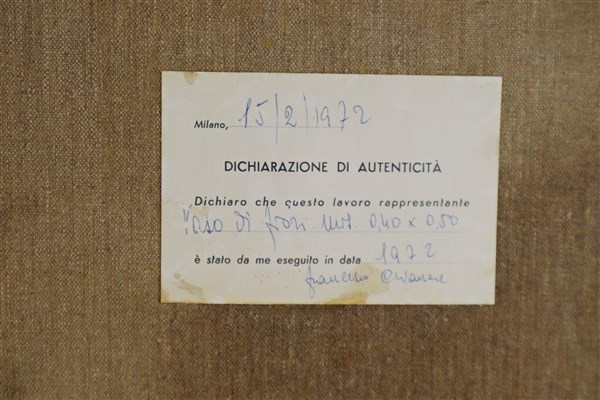 Milano, 15/2/1972
DICHIARAZIONE DI AUTENTICITÀ
Dichiaro che questo lavoro rappresentante
Vaso di fiori mt. 0,40 x 0,50
è stato da me eseguito in data 1972
francesco